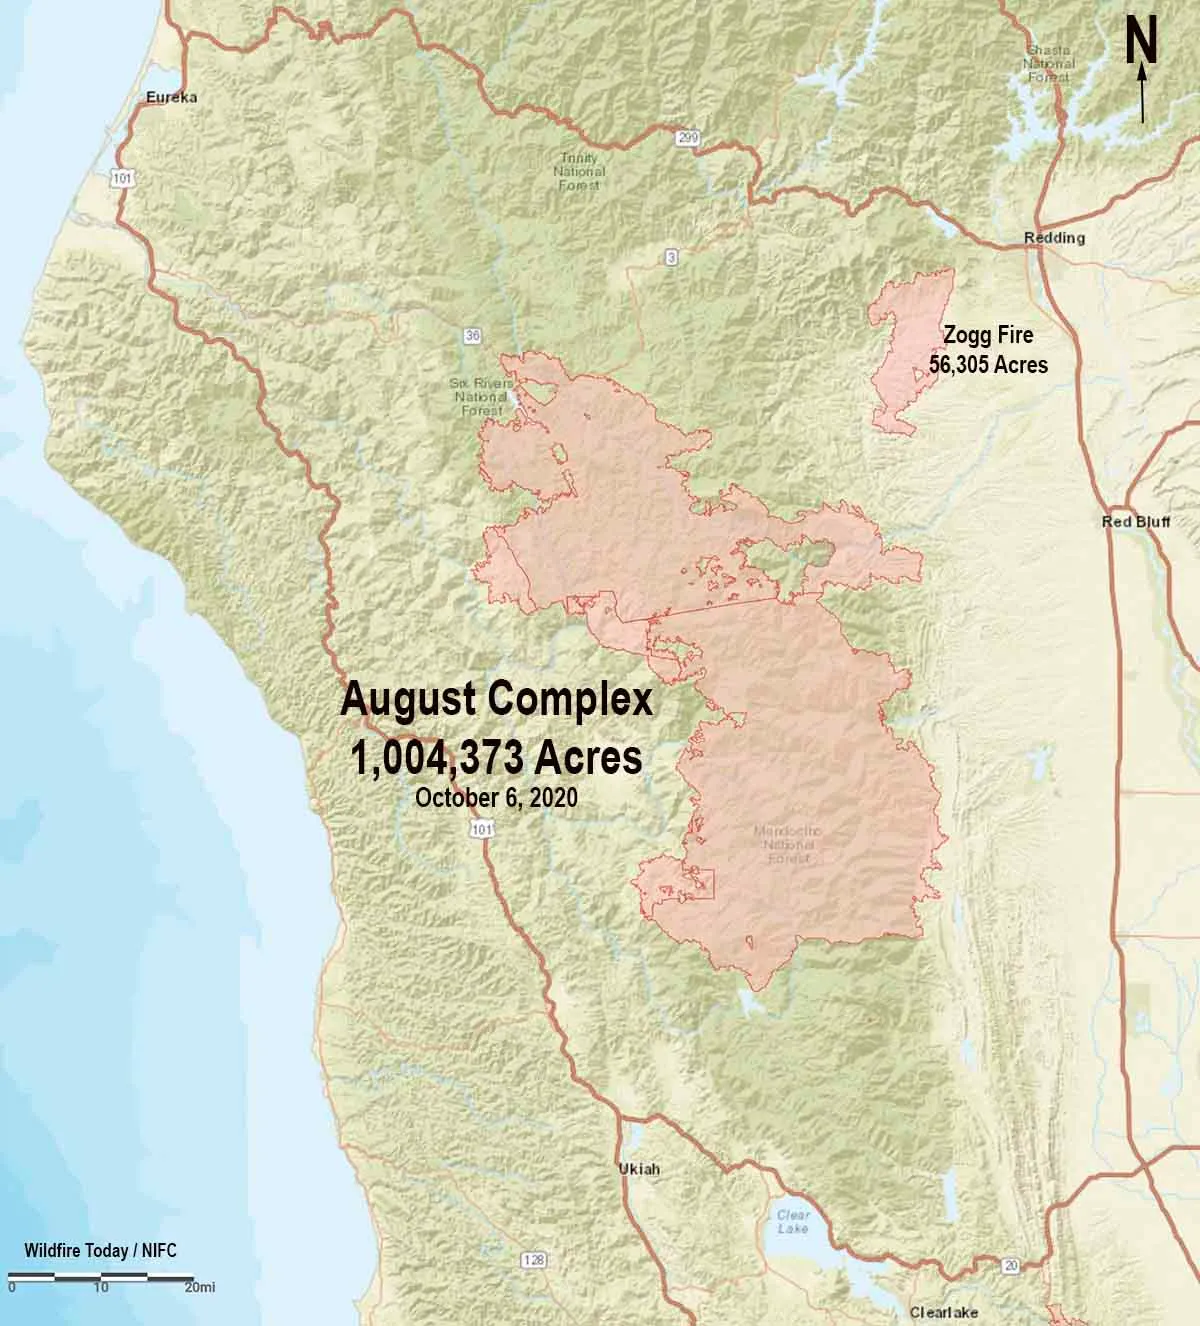 N
Shasta
National
Forest
Eureka
299
Trinity
National
Forest
101
Redding
3
36
Zogg Fire
56,305 Acres
Six Rivers
National
Forest
Red Bluff
August Complex
1,004,373 Acres
October 6, 2020
101
Mendocino
National
Forest
Ukiah
Clear
Lake
Wildfire Today / NIFC
0 10 20mi
128
20
Clearlake